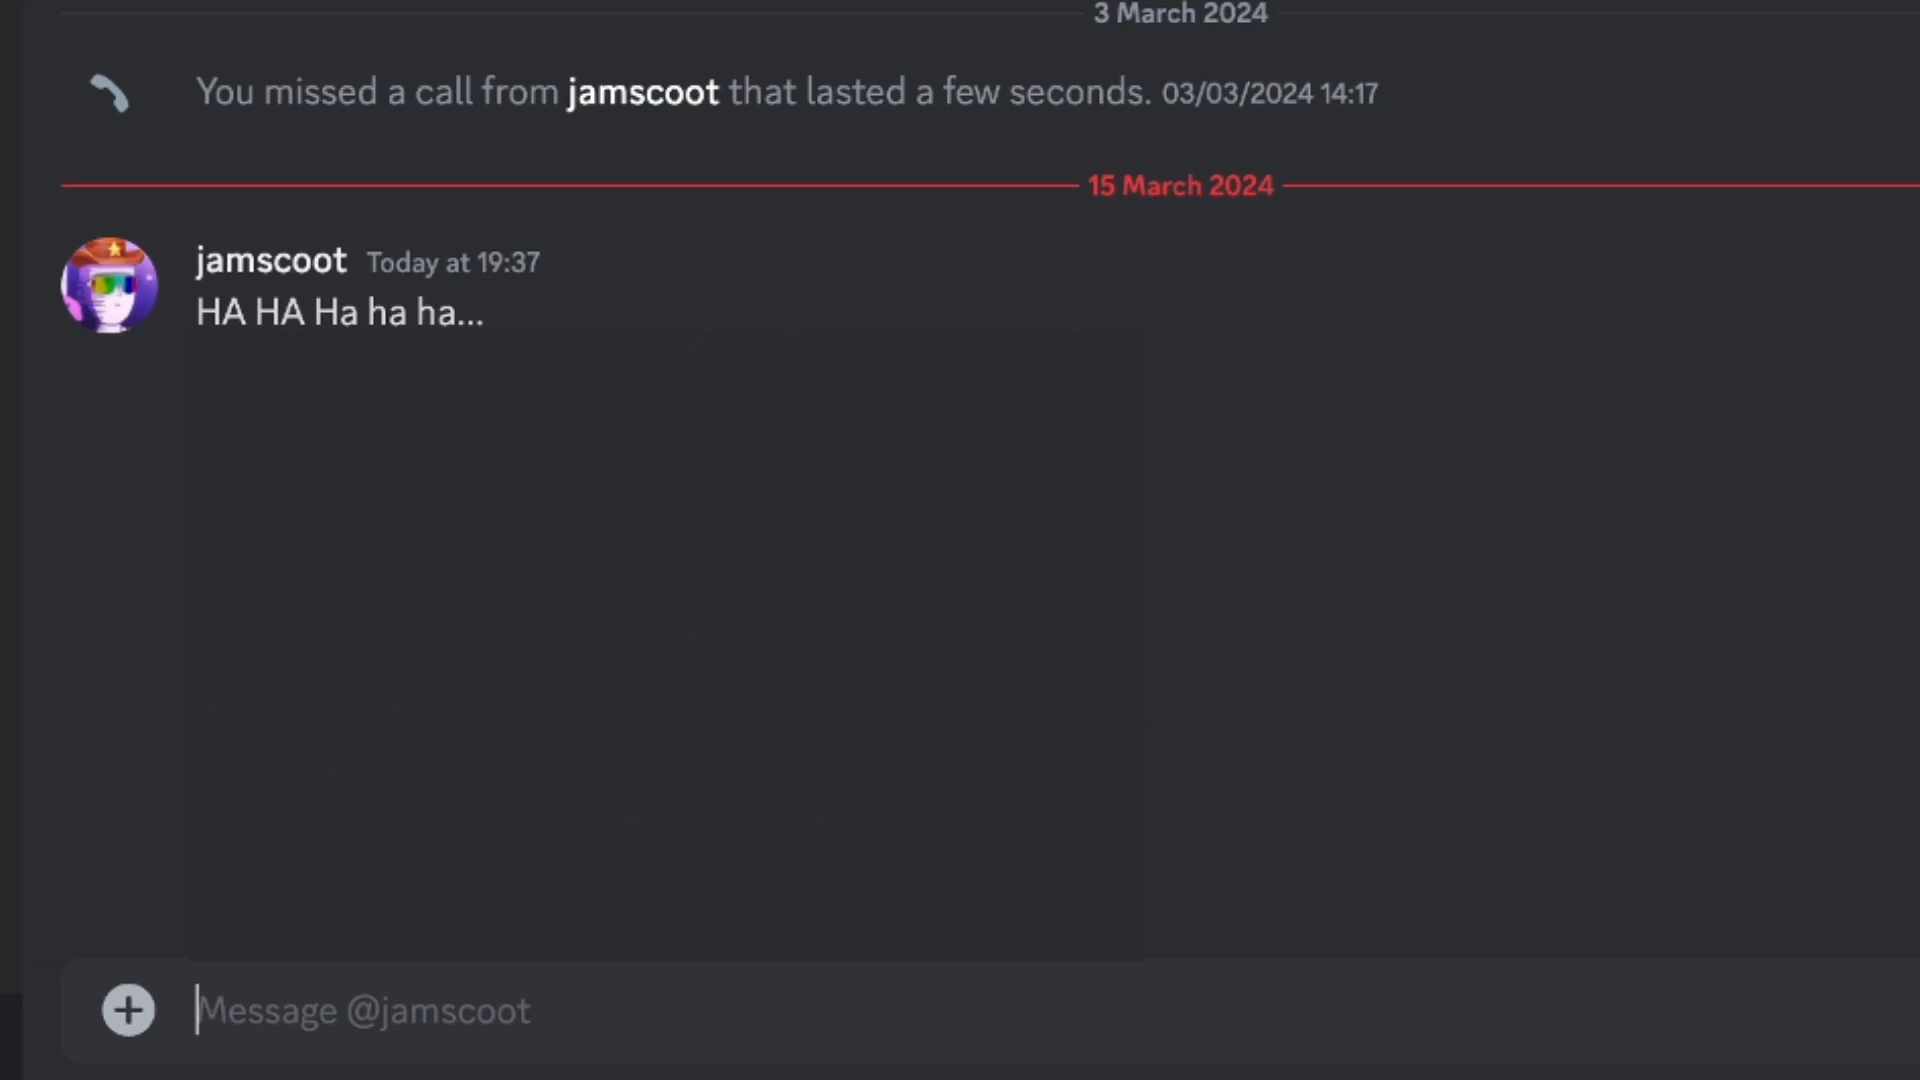 3 March 2024
You missed a call from jamscoot that lasted a few seconds. 03/03/2024 14:17
15 March 2024
jamscoot Today at 19:37
HA HA Ha ha ha...
Message @jamscoot